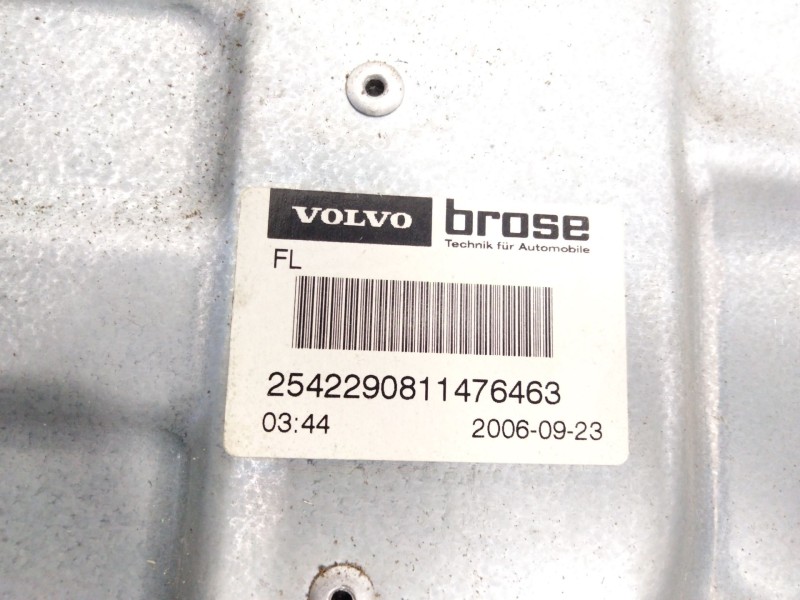 VOLVO brose
Technik für Automobile
FL
2542290811476463
03:44 2006-09-23